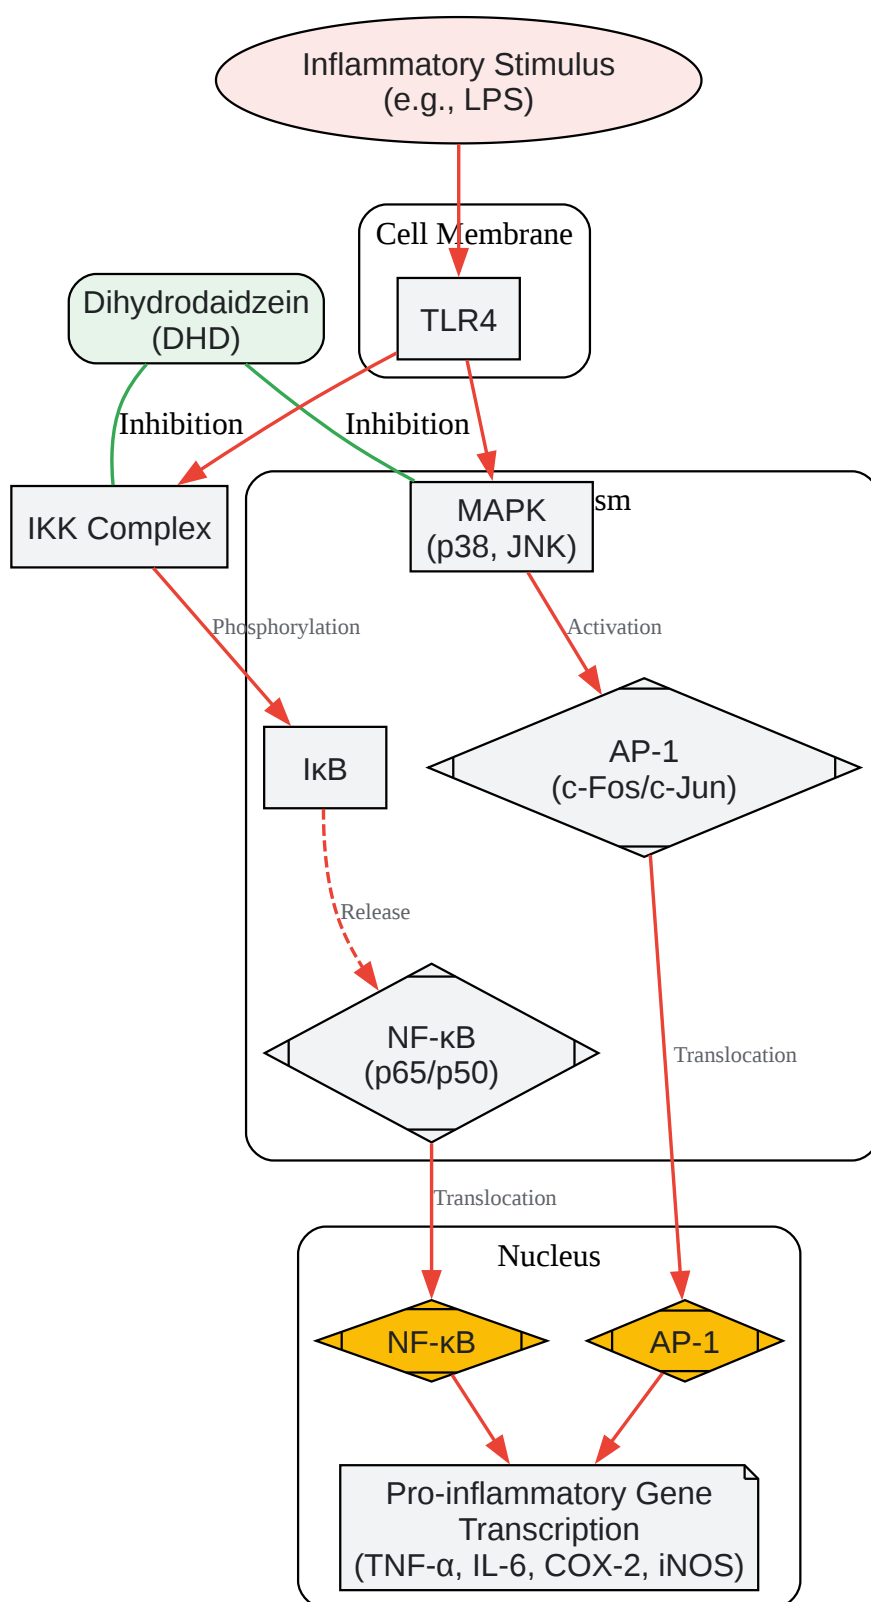 Inflammatory Stimulus
(e.g., LPS)
Cell Membrane
Dihydrodaidzein
(DHD)
TLR4
Inhibition
Inhibition
IKK Complex
MAPK
(p38, JNK)
sm
Phosphorylation
Activation
IκB
AP-1
(c-Fos/c-Jun)
Release
NF-κB
(p65/p50)
Translocation
Translocation
Nucleus
NF-κB
AP-1
Pro-inflammatory Gene
Transcription
(TNF-α, IL-6, COX-2, iNOS)